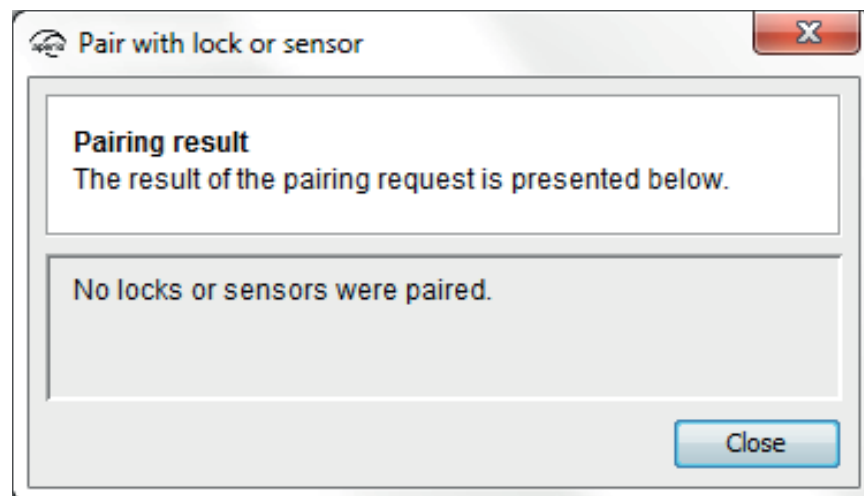 Pair with lock or sensor
Pairing result
The result of the pairing request is presented below.
No locks or sensors were paired.
Close